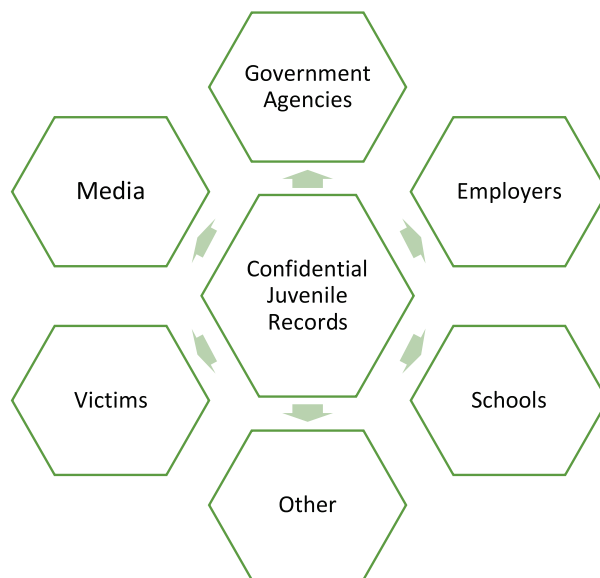 Government
Agencies
Media
Employers
Confidential
Juvenile
Records
Victims
Schools
Other